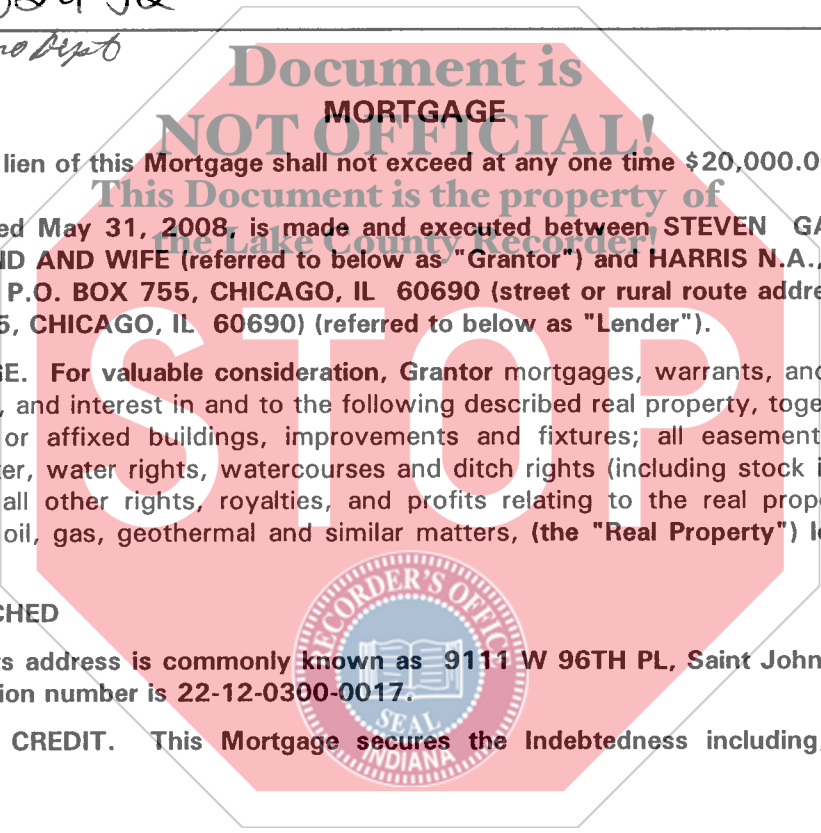 Document is
MORTGAGE
NOT OFFICIAL!
lien of this Mortgage shall not exceed at any one time $20,000.0
This Document is the property of
ed May 31, 2008, is made and executed between STEVEN GA
the Lake County Recorder!
ND AND WIFE (referred to below as "Grantor") and HARRIS N.A.,
P.O. BOX 755, CHICAGO, IL 60690 (street or rural route addre
5, CHICAGO, IL 60690) (referred to below as "Lender").
STOP
GE. For valuable consideration, Grantor mortgages, warrants, and
, and interest in and to the following described real property, toge
or affixed buildings, improvements and fixtures; all easement
ter, water rights, watercourses and ditch rights (including stock i
all other rights, royalties, and profits relating to the real prop
oil, gas, geothermal and similar matters, (the "Real Property") l
CHED
RECORDER'S OFFICE
rs address is commonly known as 9111 W 96TH PL, Saint John
ion number is 22-12-0300-0017.
SEAL
CREDIT. This Mortgage secures the Indebtedness including,
INDIANA